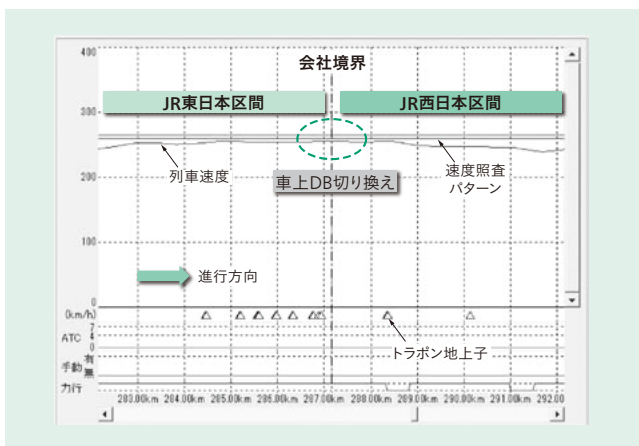 400
会社境界
JR東日本区間
JR西日本区間
300
列車速度
車上DB切り換え
速度照査
パターン
200
100
進行方向
0
(km/h)
トラポン地上子
7
ATC 4
0
手動 有
無
力行
283.00km 284.00km 285.00km 286.00km 287.00km 288.00km 289.00km 290.00km 291.00km 292.00